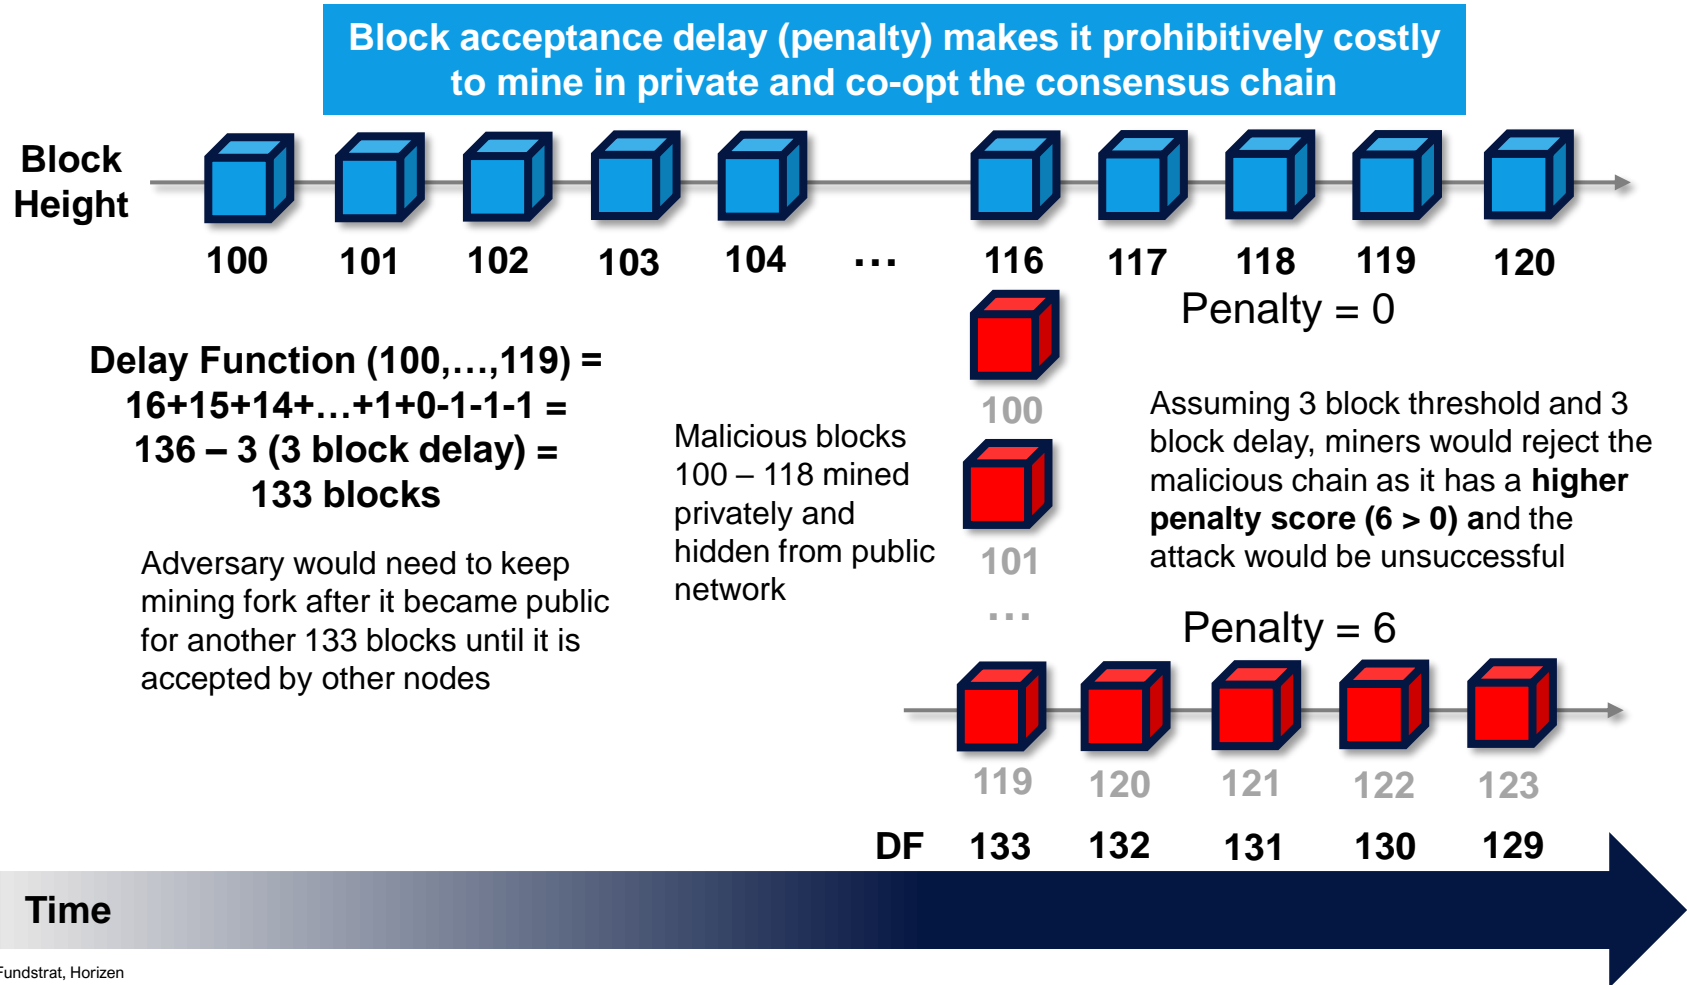 Block acceptance delay (penalty) makes it prohibitively costly
to mine in private and co-opt the consensus chain
Block
Height
100 101 102 103 104 … 116 117 118 119 120
Penalty = 0
Delay Function (100,…,119) =
16+15+14+…+1+0-1-1-1 =
136 – 3 (3 block delay) =
133 blocks
Adversary would need to keep
mining fork after it became public
for another 133 blocks until it is
accepted by other nodes
Malicious blocks
100 – 118 mined
privately and
hidden from public
network
100
101
…
Assuming 3 block threshold and 3
block delay, miners would reject the
malicious chain as it has a higher
penalty score (6 > 0) and the
attack would be unsuccessful
Penalty = 6
119 120 121 122 123
DF 133 132 131 130 129
Time
Fundstrat, Horizen